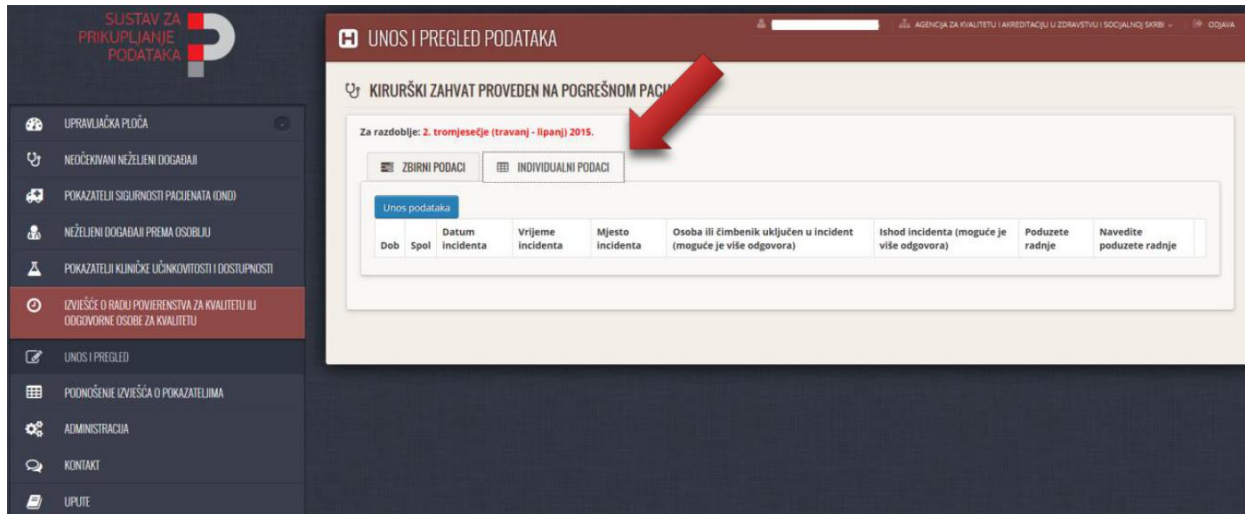 SUSTAV ZA
PRIKUPLJANJE
PODATAKA
UPRAVLJAČKA PLOČA
NEOČEKIVANI NEŽELJENI DOGAĐAJI
POKAZATELJI SIGURNOSTI PACIJENATA (OND)
NEŽELJENI DOGAĐAJI PREMA OSOBLJU
POKAZATELJI KLINIČKE UČINKOVITOSTI I DOSTUPNOSTI
IZVJEŠĆE O RADU POVJERENSTVA ZA KVALITETU ILI
ODGOVORNE OSOBE ZA KVALITETU
UNOS I PREGLED
PODNOŠENJE IZVJEŠĆA O POKAZATELJIMA
ADMINISTRACIJA
KONTAKT
UPUTE
AGENCIJA ZA KVALITETU I AKREDITACIJU U ZDRAVSTVU I SOCIJALNOJ SKRBI
ODJAVA
UNOS I PREGLED PODATAKA
KIRURŠKI ZAHVAT PROVEDEN NA POGREŠNOM
Za razdoblje: 2. tromjesečje (travanj - lipanj) 2015.
ZBIRNI PODACI
INDIVIDUALNI PODACI
Unos podataka
Dob
Spol
Datum
incidenta
Vrijeme
incidenta
Mjesto
incidenta
Osoba ili čimbenik uključen u incident
(moguće je više odgovora)
Ishod incidenta (moguće je
više odgovora)
Poduzete
radnje
Navedite
poduzete radnje